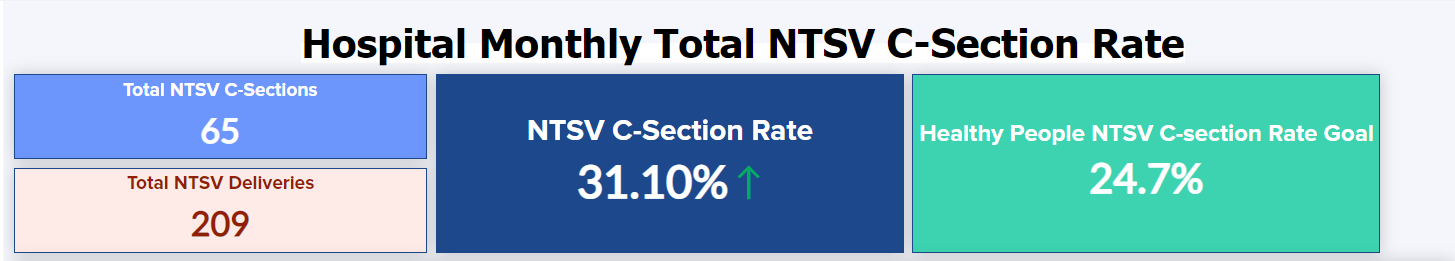 Hospital Monthly Total NTSV C-Section Rate
Total NTSV C-Sections
65
Total NTSV Deliveries
209
NTSV C-Section Rate
31.10% ↑
Healthy People NTSV C-section Rate Goal
24.7%